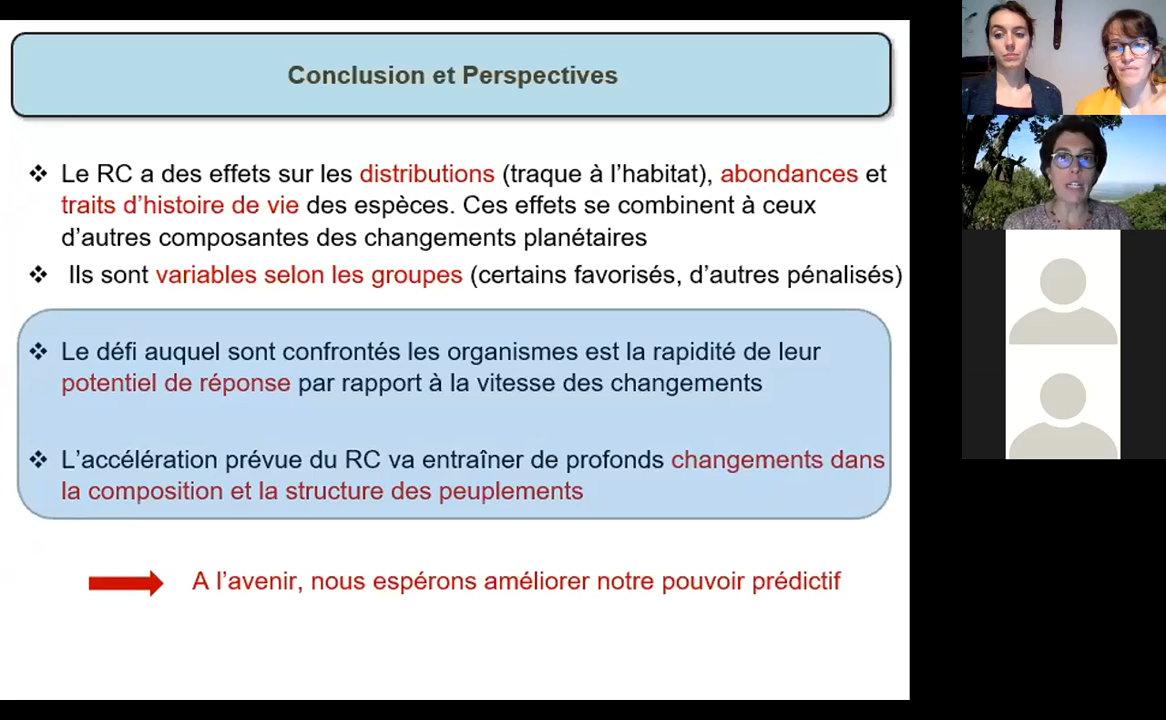 Conclusion et Perspectives
❖ Le RC a des effets sur les distributions (traque à l'habitat), abondances et
traits d'histoire de vie des espèces. Ces effets se combinent à ceux
d'autres composantes des changements planétaires
❖ Ils sont variables selon les groupes (certains favorisés, d'autres pénalisés)
❖ Le défi auquel sont confrontés les organismes est la rapidité de leur
potentiel de réponse par rapport à la vitesse des changements
❖ L'accélération prévue du RC va entraîner de profonds changements dans
la composition et la structure des peuplements
A l'avenir, nous espérons améliorer notre pouvoir prédictif